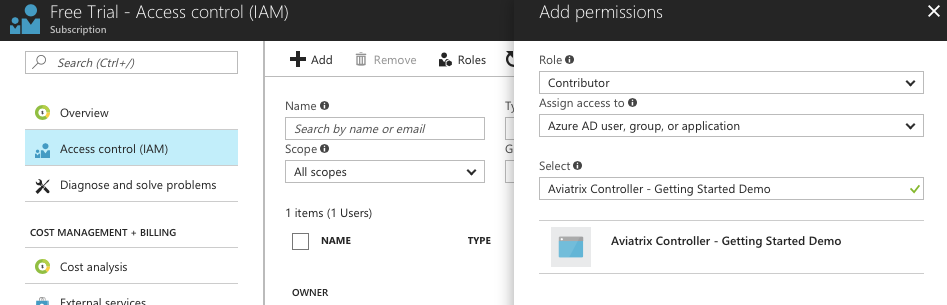 Free Trial - Access control (IAM)
Subscription
Search (Ctrl+/)
Overview
Access control (IAM)
Diagnose and solve problems
COST MANAGEMENT + BILLING
Cost analysis
External services
Add
Remove
Roles
Name
Search by name or email
Scope
All scopes
1 items (1 Users)
NAME
TYPE
OWNER
Add permissions
Role
Contributor
Assign access to
Azure AD user, group, or application
Select
Aviatrix Controller - Getting Started Demo
Aviatrix Controller - Getting Started Demo